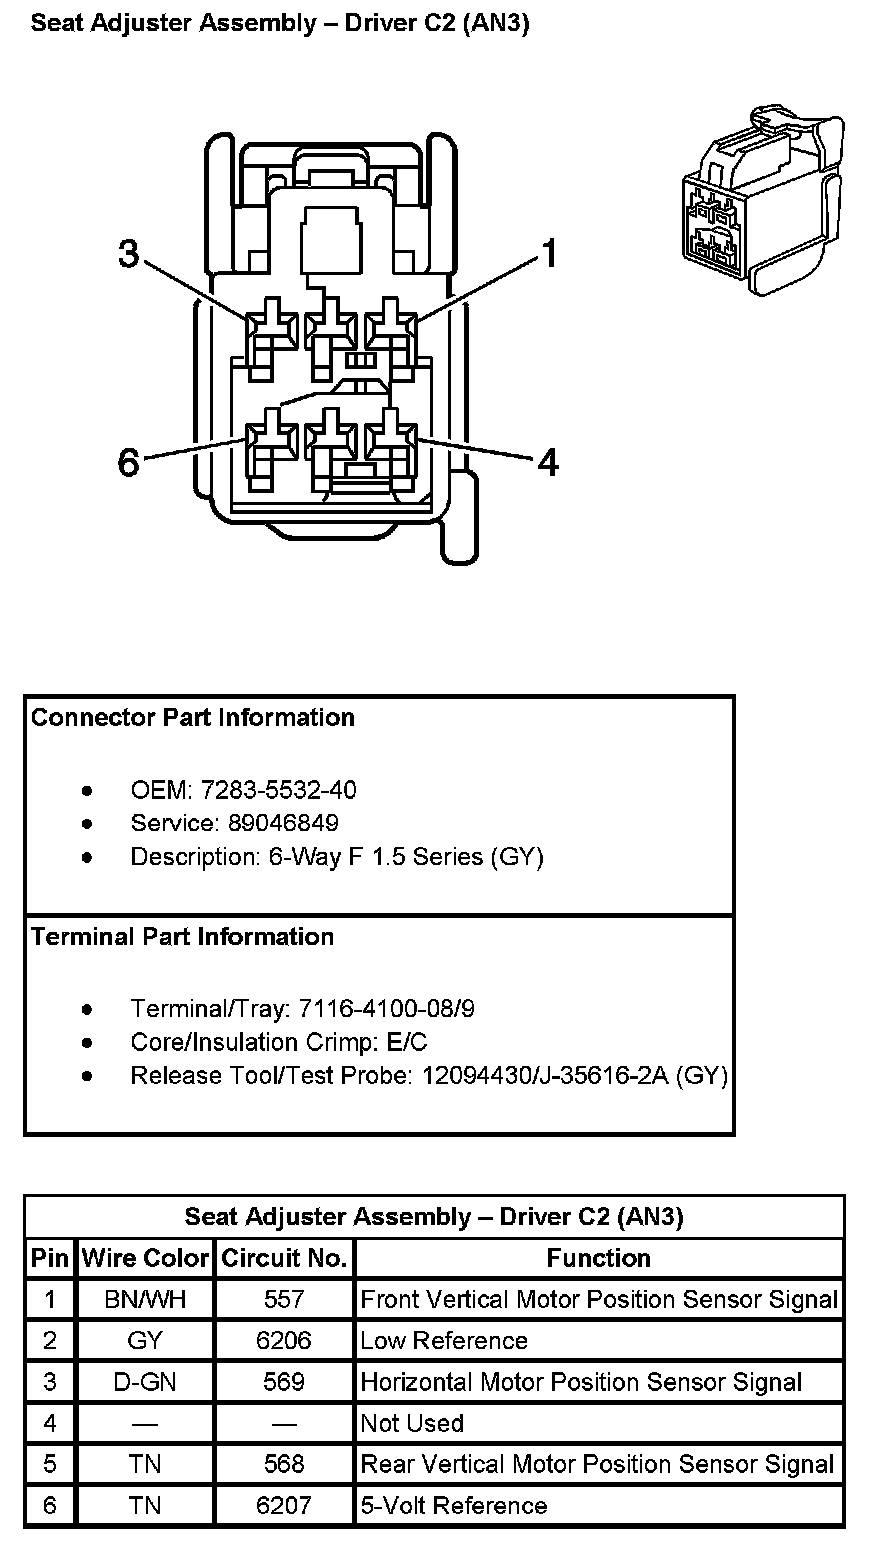 Seat Adjuster Assembly – Driver C2 (AN3)
3
1
6
4
Connector Part Information
● OEM: 7283-5532-40
● Service: 89046849
● Description: 6-Way F 1.5 Series (GY)
Terminal Part Information
● Terminal/Tray: 7116-4100-08/9
● Core/Insulation Crimp: E/C
● Release Tool/Test Probe: 12094430/J-35616-2A (GY)
Seat Adjuster Assembly – Driver C2 (AN3)
Pin Wire Color Circuit No. Function
1 BN/WH 557 Front Vertical Motor Position Sensor Signal
2 GY 6206 Low Reference
3 D-GN 569 Horizontal Motor Position Sensor Signal
4 — — Not Used
5 TN 568 Rear Vertical Motor Position Sensor Signal
6 TN 6207 5-Volt Reference